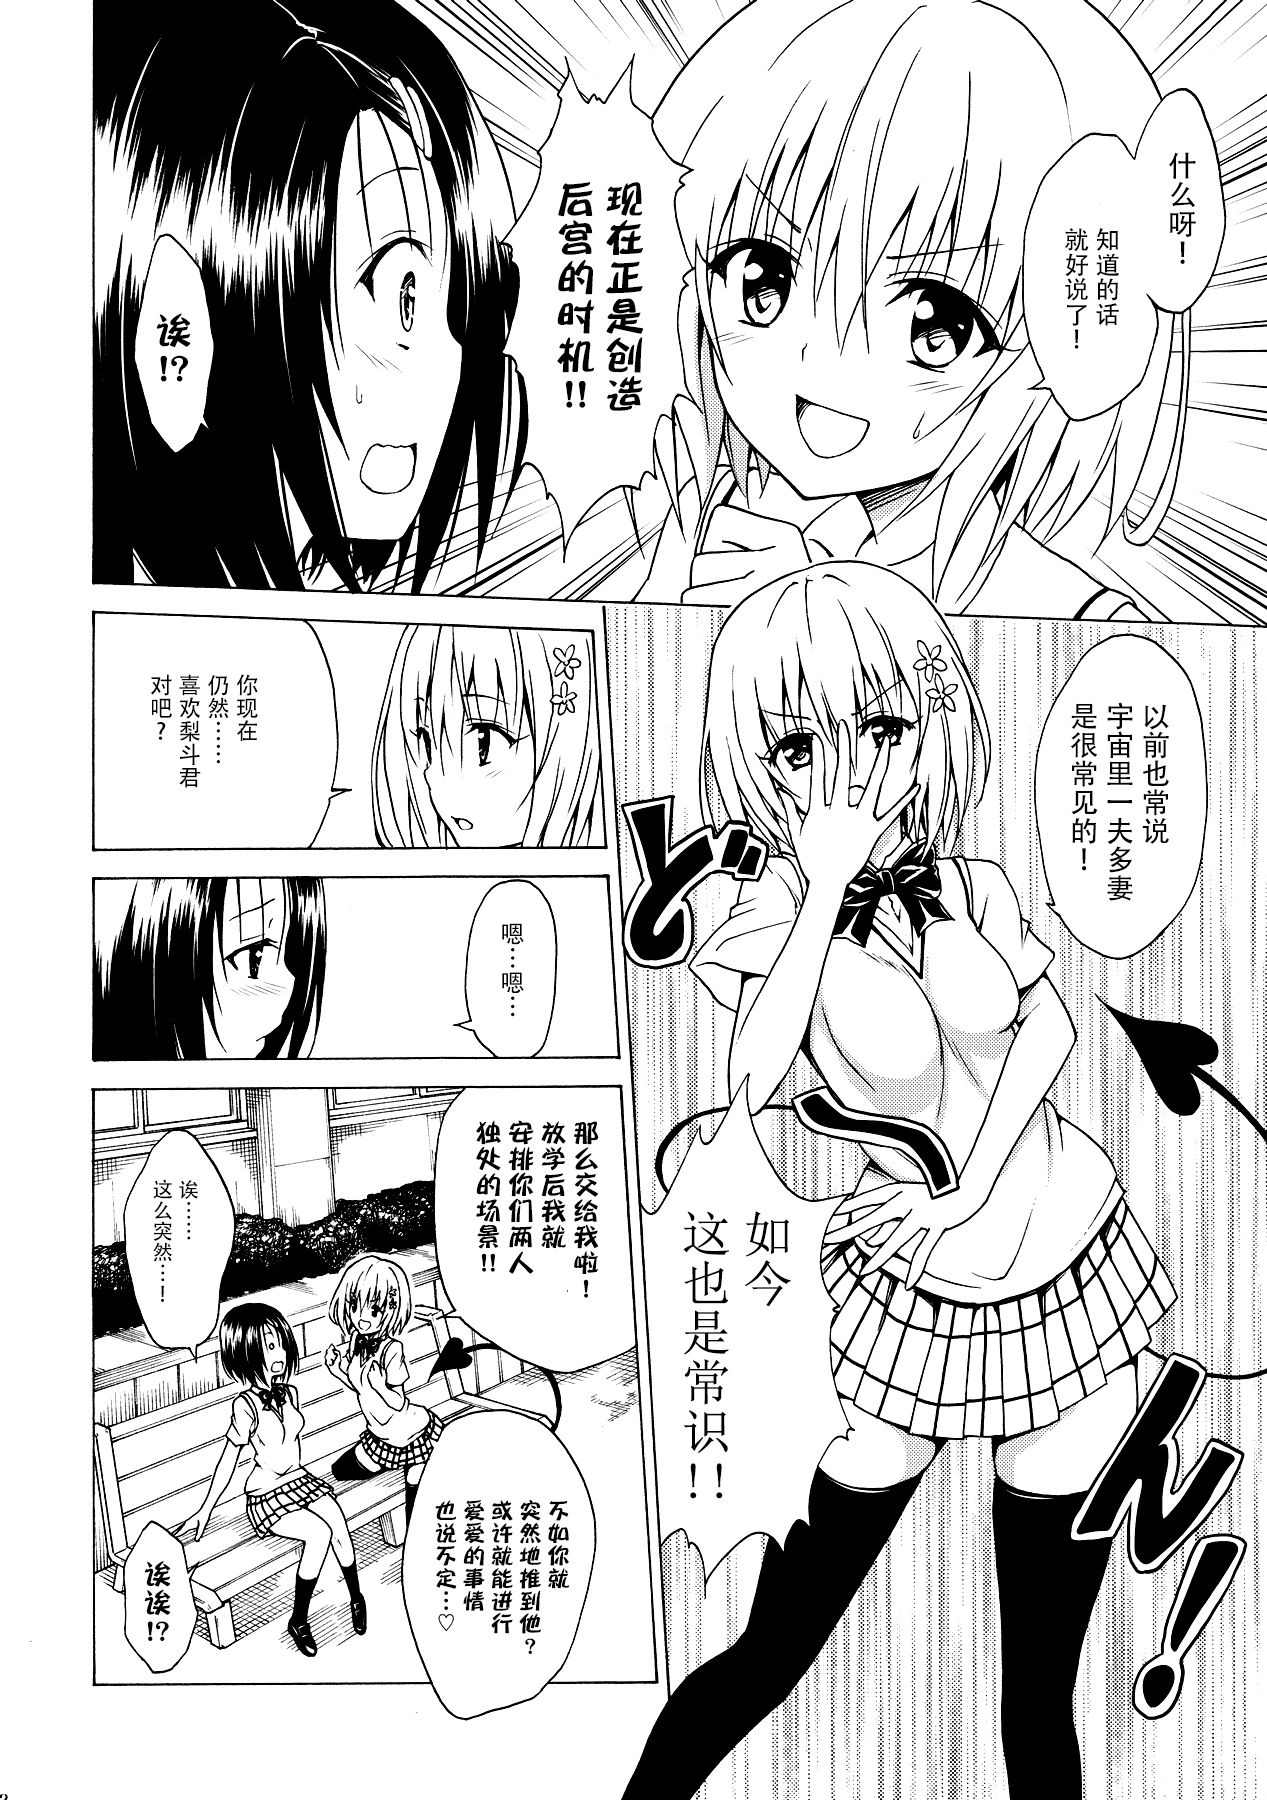 什么呀！
知道的话
就好说了！
现在正是创造
后宫的时机!!
诶!?
以前也常说
宇宙里一夫多妻
是很常见的！
ど
—
ん
！
如今
这也是常识!!
你现在
仍然……
喜欢梨斗君
对吧？
嗯…嗯…
那么交给我啦！
放学后我就
安排你们两人
独处的场景!!
诶……
这么突然…！
不如你就
突然地推到他？
或许就能进行
爱爱的事情
也说不定…♡
诶诶!?